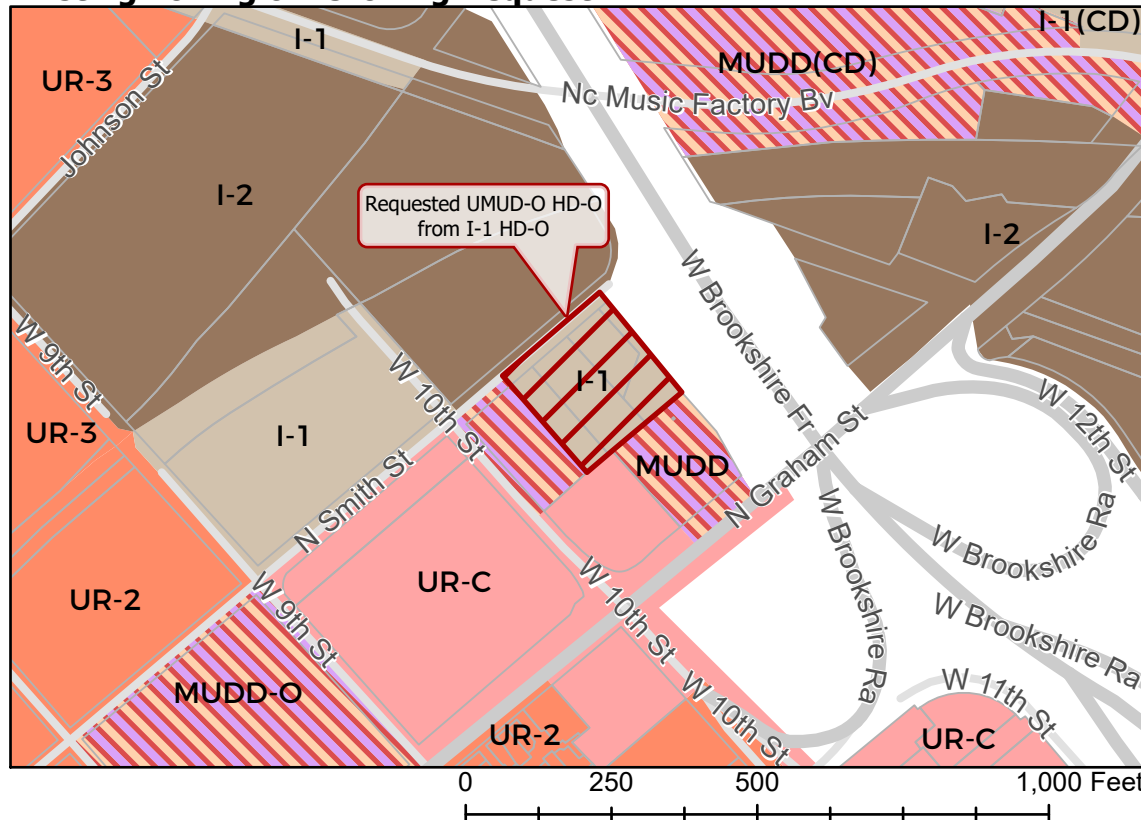 I-1
I-1(CD)
UR-3
MUDD(CD)
Nc Music Factory Bv
Johnson St
I-2
Requested UMUD-O HD-O
from I-1 HD-O
I-2
W Brookshire Fr
W 9th St
W 10th St
I-1
W 12th St
UR-3
I-1
MUDD
N Graham St
N Smith St
W Brookshire Ra
W Brookshire Ra
UR-C
W 10th St
UR-2
W 9th St
W Brookshire Ra
MUDD-O
W 10th St
W 11th St
UR-2
UR-C
0 250 500 1,000 Feet